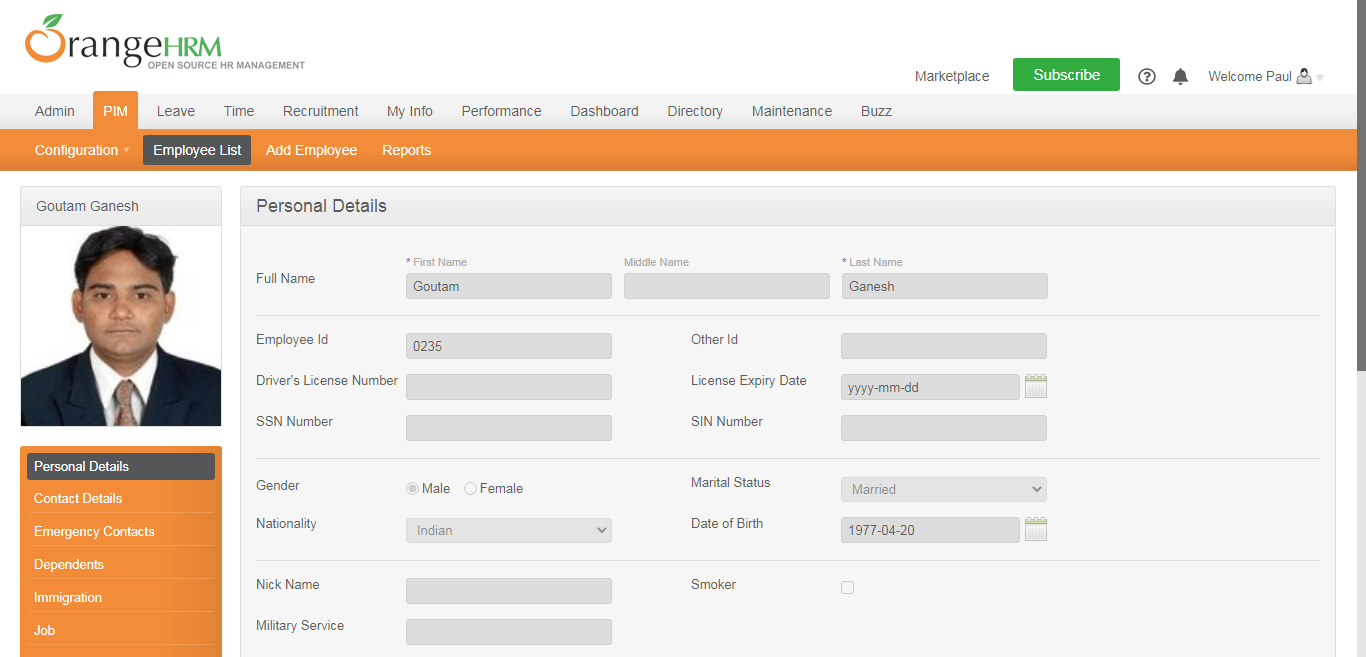 OrangeHRM
OPEN SOURCE HR MANAGEMENT
Marketplace
Subscribe
?
Welcome Paul
Admin PIM Leave Time Recruitment My Info Performance Dashboard Directory Maintenance Buzz
Configuration Employee List Add Employee Reports
Goutam Ganesh
Personal Details
Contact Details
Emergency Contacts
Dependents
Immigration
Job
Personal Details
* First Name Middle Name * Last Name
Full Name Goutam Ganesh
Employee Id 0235 Other Id
Driver's License Number License Expiry Date yyyy-mm-dd
SSN Number SIN Number
Gender Male Female Marital Status Married
Nationality Indian Date of Birth 1977-04-20
Nick Name Smoker
Military Service